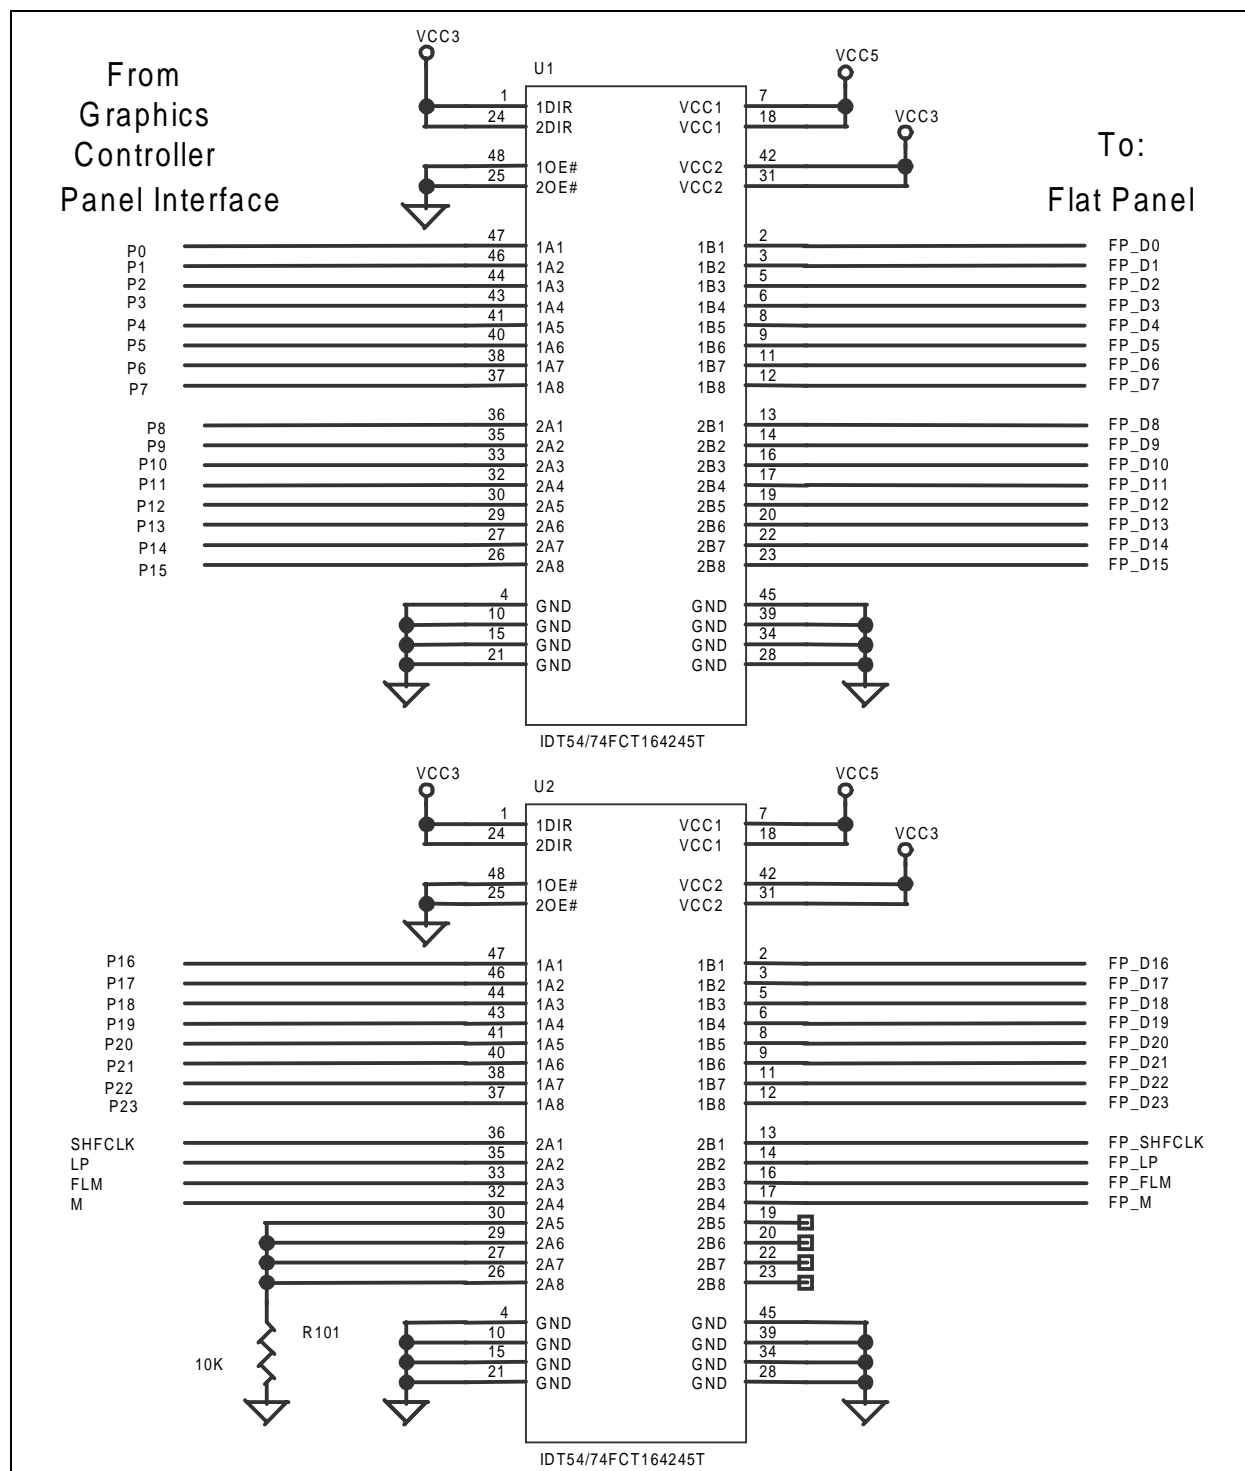 VCC3
U1
VCC5
VCC3
From
Graphics
Controller
Panel Interface
To:
Flat Panel
1 1DIR VCC1 7
24 2DIR VCC1 18
48 1OE# VCC2 42
25 2OE# VCC2 31
P0 47 1A1 1B1 2 FP_D0
P1 46 1A2 1B2 3 FP_D1
P2 44 1A3 1B3 5 FP_D2
P3 43 1A4 1B4 6 FP_D3
P4 41 1A5 1B5 8 FP_D4
P5 40 1A6 1B6 9 FP_D5
P6 38 1A7 1B7 11 FP_D6
P7 37 1A8 1B8 12 FP_D7
P8 36 2A1 2B1 13 FP_D8
P9 35 2A2 2B2 14 FP_D9
P10 33 2A3 2B3 16 FP_D10
P11 32 2A4 2B4 17 FP_D11
P12 30 2A5 2B5 19 FP_D12
P13 29 2A6 2B6 20 FP_D13
P14 27 2A7 2B7 22 FP_D14
P15 26 2A8 2B8 23 FP_D15
4 GND GND 45
10 GND GND 39
15 GND GND 34
21 GND GND 28
IDT54/74FCT164245T
VCC3
U2
VCC5
VCC3
1 1DIR VCC1 7
24 2DIR VCC1 18
48 1OE# VCC2 42
25 2OE# VCC2 31
P16 47 1A1 1B1 2 FP_D16
P17 46 1A2 1B2 3 FP_D17
P18 44 1A3 1B3 5 FP_D18
P19 43 1A4 1B4 6 FP_D19
P20 41 1A5 1B5 8 FP_D20
P21 40 1A6 1B6 9 FP_D21
P22 38 1A7 1B7 11 FP_D22
P23 37 1A8 1B8 12 FP_D23
SHFCLK 36 2A1 2B1 13 FP_SHFCLK
LP 35 2A2 2B2 14 FP_LP
FLM 33 2A3 2B3 16 FP_FLM
M 32 2A4 2B4 17 FP_M
30 2A5 2B5 19
29 2A6 2B6 20
27 2A7 2B7 22
26 2A8 2B8 23
4 GND GND 45
10 GND GND 39
15 GND GND 34
21 GND GND 28
R101
10K
IDT54/74FCT164245T